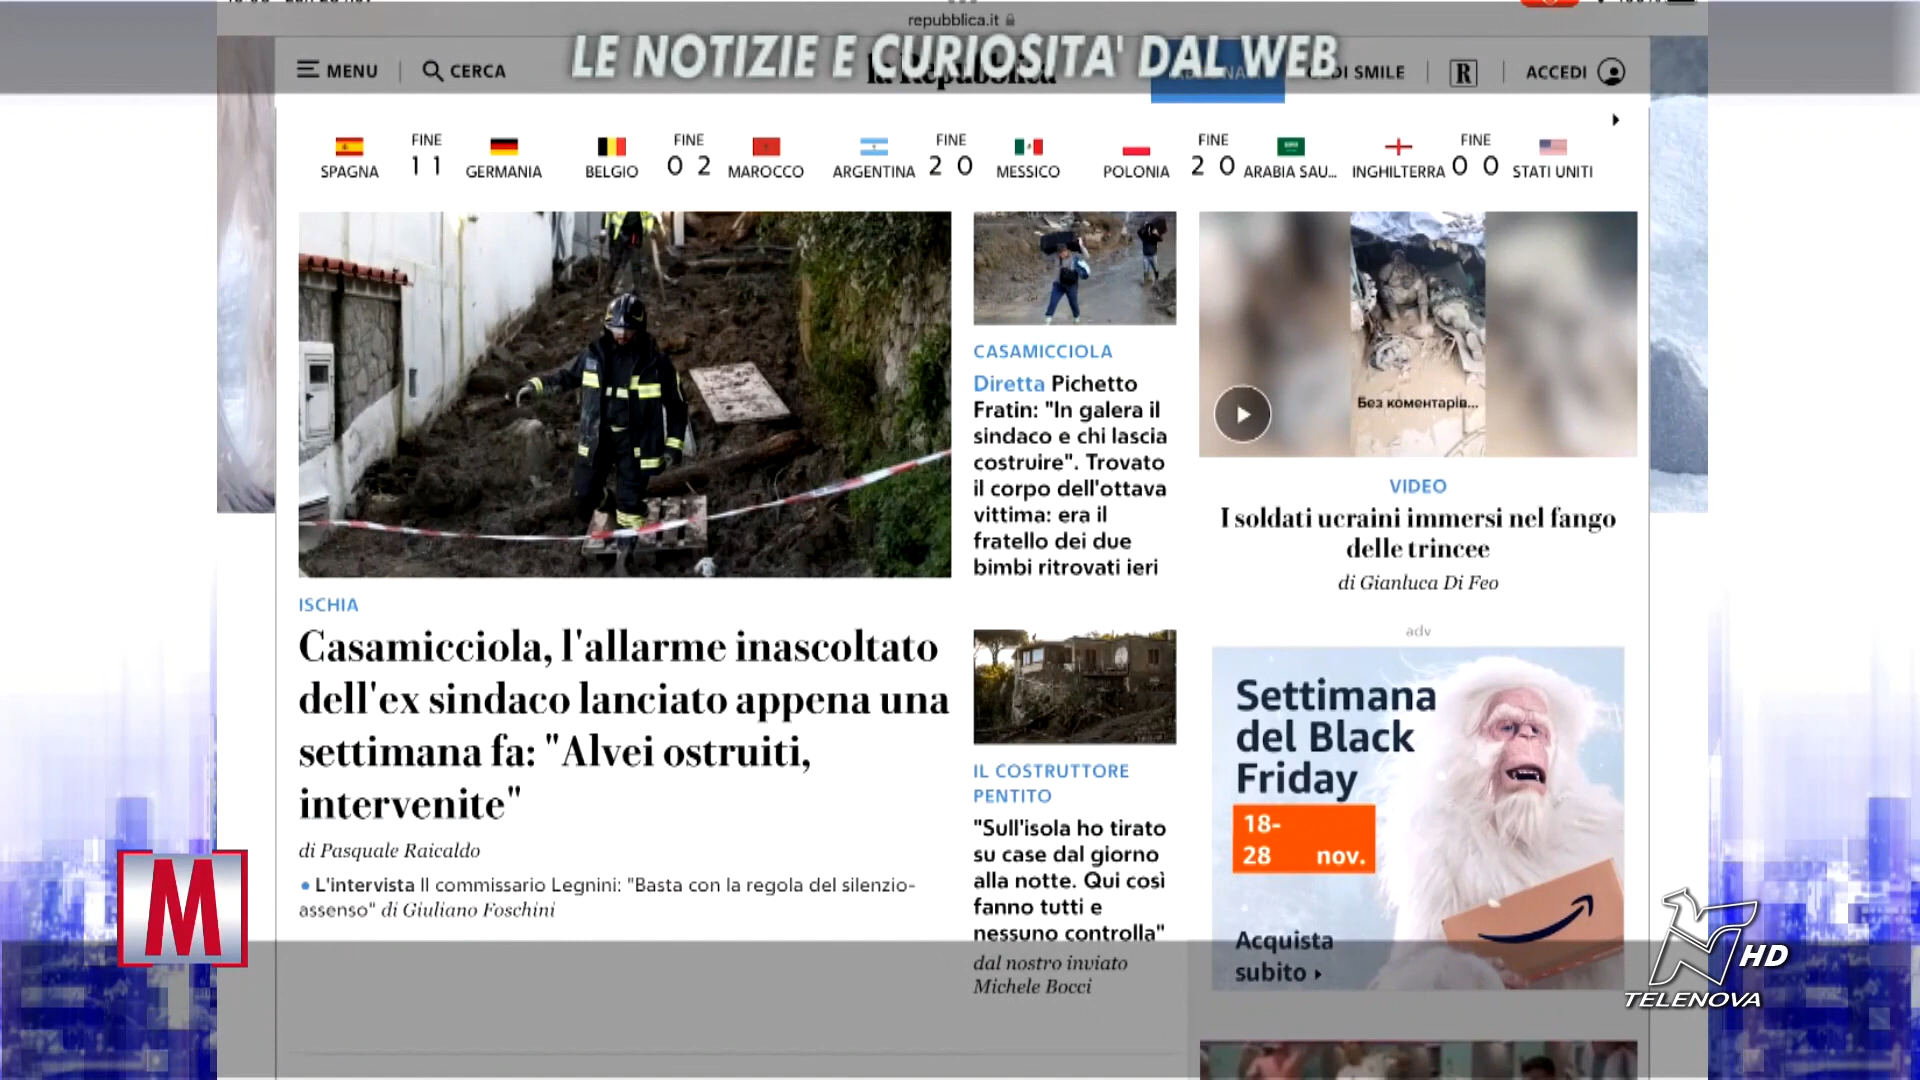 repubblica.it
LE NOTIZIE E CURIOSITA' DAL WEB
MENU
CERCA
la Repubblica
DI SMILE
R
ACCEDI
SPAGNA
FINE
1 1
GERMANIA
BELGIO
FINE
0 2
MAROCCO
ARGENTINA
FINE
2 0
MESSICO
POLONIA
FINE
2 0
ARABIA SAU...
INGHILTERRA
FINE
0 0
STATI UNITI
ISCHIA
Casamicciola, l'allarme inascoltato
dell'ex sindaco lanciato appena una
settimana fa: "Alvei ostruiti,
intervenite"
di Pasquale Raicaldo
• L'intervista Il commissario Legnini: "Basta con la regola del silenzio-
assenso" di Giuliano Foschini
CASAMICCIOLA
Diretta Pichetto
Fratin: "In galera il
sindaco e chi lascia
costruire". Trovato
il corpo dell'ottava
vittima: era il
fratello dei due
bimbi ritrovati ieri
IL COSTRUTTORE
PENTITO
"Sull'isola ho tirato
su case dal giorno
alla notte. Qui così
fanno tutti e
nessuno controlla"
dal nostro inviato
Michele Bocci
Без коментарів...
VIDEO
I soldati ucraini immersi nel fango
delle trincee
di Gianluca Di Feo
adv
Settimana
del Black
Friday
18-
28 nov.
Acquista
subito
M
HD
TELENOVA